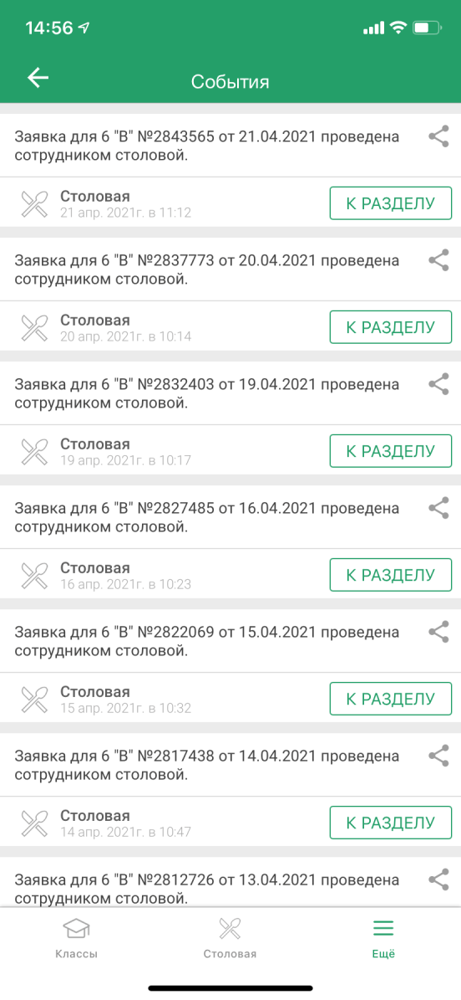 14:56
События
Заявка для 6 "В" №2843565 от 21.04.2021 проведена
сотрудником столовой.
Столовая
21 апр. 2021г. в 11:12
К РАЗДЕЛУ
Заявка для 6 "В" №2837773 от 20.04.2021 проведена
сотрудником столовой.
Столовая
20 апр. 2021г. в 10:14
К РАЗДЕЛУ
Заявка для 6 "В" №2832403 от 19.04.2021 проведена
сотрудником столовой.
Столовая
19 апр. 2021г. в 10:17
К РАЗДЕЛУ
Заявка для 6 "В" №2827485 от 16.04.2021 проведена
сотрудником столовой.
Столовая
16 апр. 2021г. в 10:23
К РАЗДЕЛУ
Заявка для 6 "В" №2822069 от 15.04.2021 проведена
сотрудником столовой.
Столовая
15 апр. 2021г. в 10:32
К РАЗДЕЛУ
Заявка для 6 "В" №2817438 от 14.04.2021 проведена
сотрудником столовой.
Столовая
14 апр. 2021г. в 10:47
К РАЗДЕЛУ
Заявка для 6 "В" №2812726 от 13.04.2021 проведена
сотрудником столовой.
Классы
Столовая
Ещё